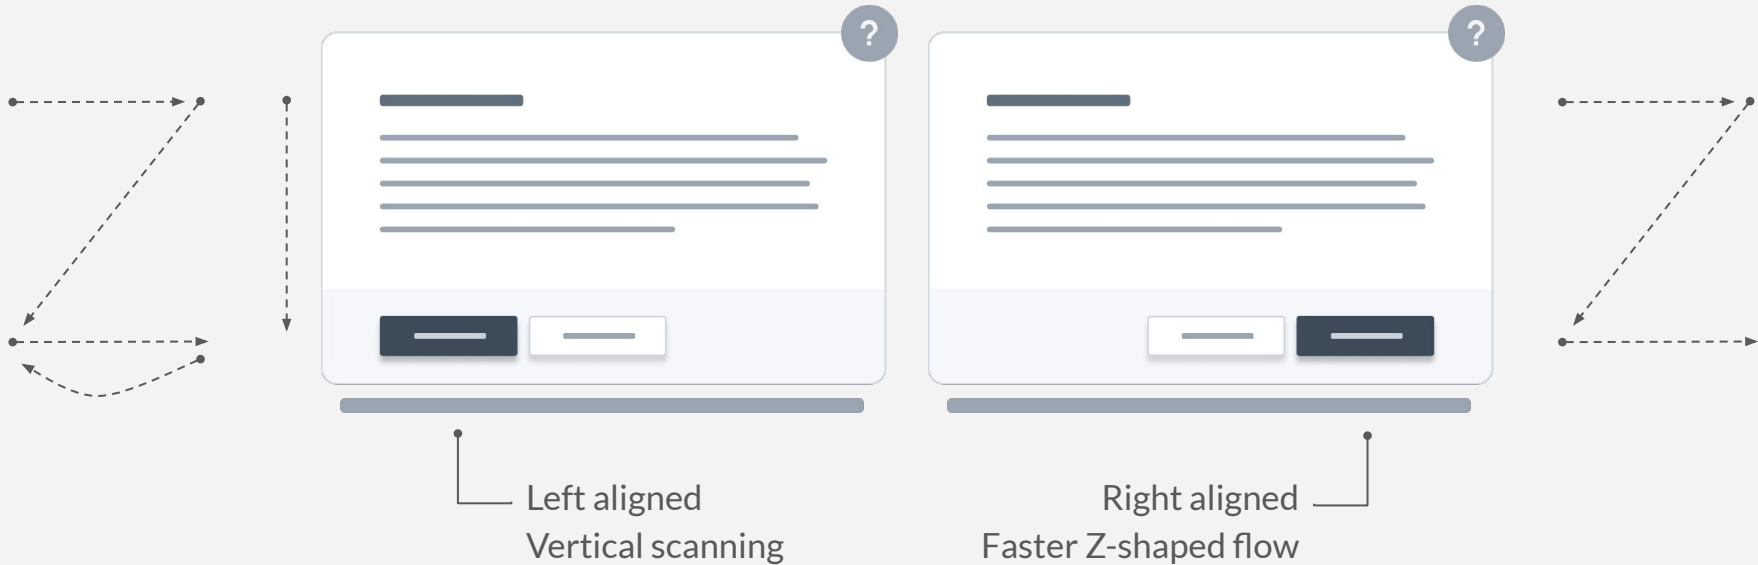 ?
?
Left aligned
Vertical scanning
Right aligned
Faster Z-shaped flow